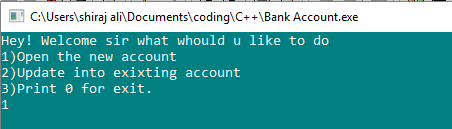 C:\Users\shiraj ali\Documents\coding\C++\Bank Account.exe
Hey! Welcome sir what whould u like to do
1)Open the new account
2)Update into exixting account
3)Print 0 for exit.
1